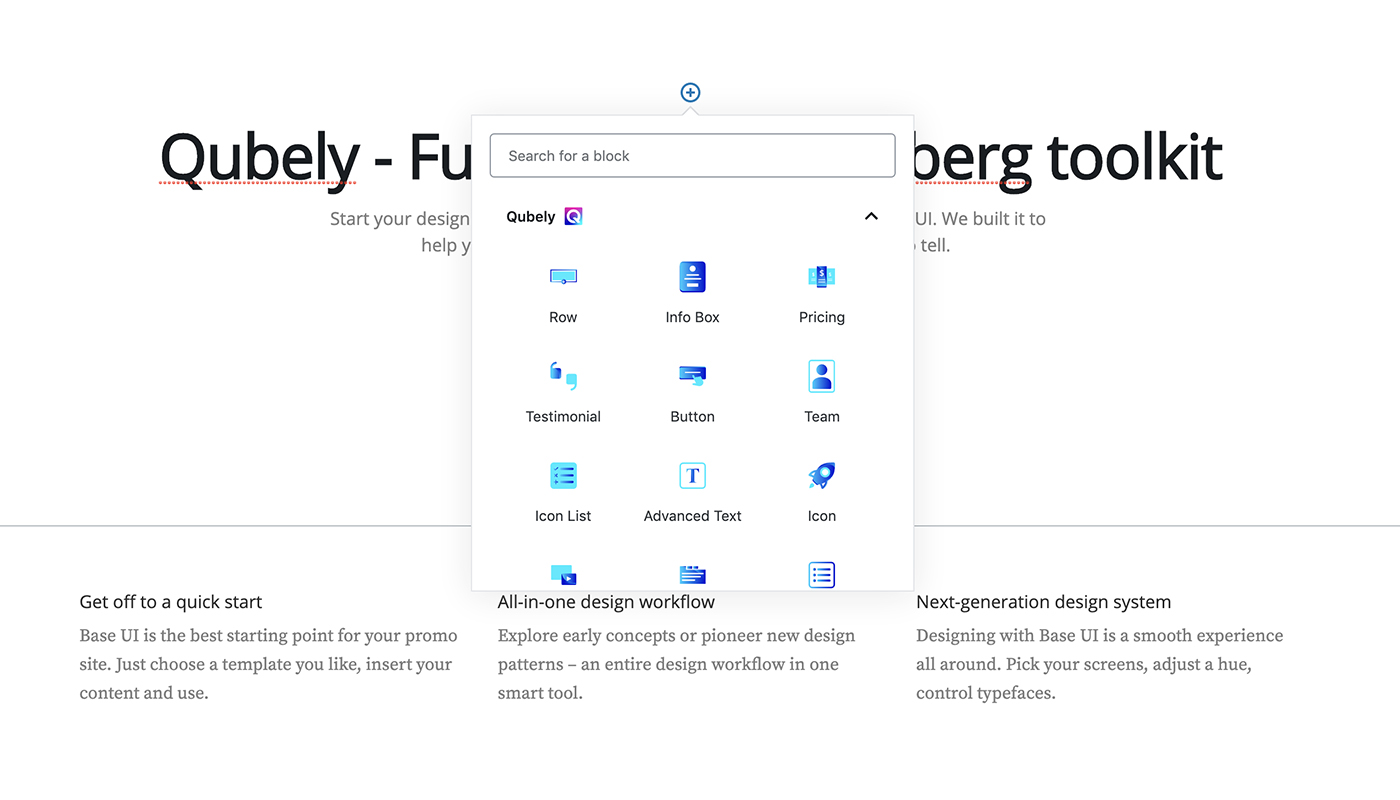 Qubely - Fu berg toolkit
Start your design UI. We built it to
help y tell.
Search for a block
Qubely
Row Info Box Pricing
Testimonial Button Team
Icon List Advanced Text Icon
Get off to a quick start
Base UI is the best starting point for your promo
site. Just choose a template you like, insert your
content and use.
All-in-one design workflow
Explore early concepts or pioneer new design
patterns – an entire design workflow in one
smart tool.
Next-generation design system
Designing with Base UI is a smooth experience
all around. Pick your screens, adjust a hue,
control typefaces.